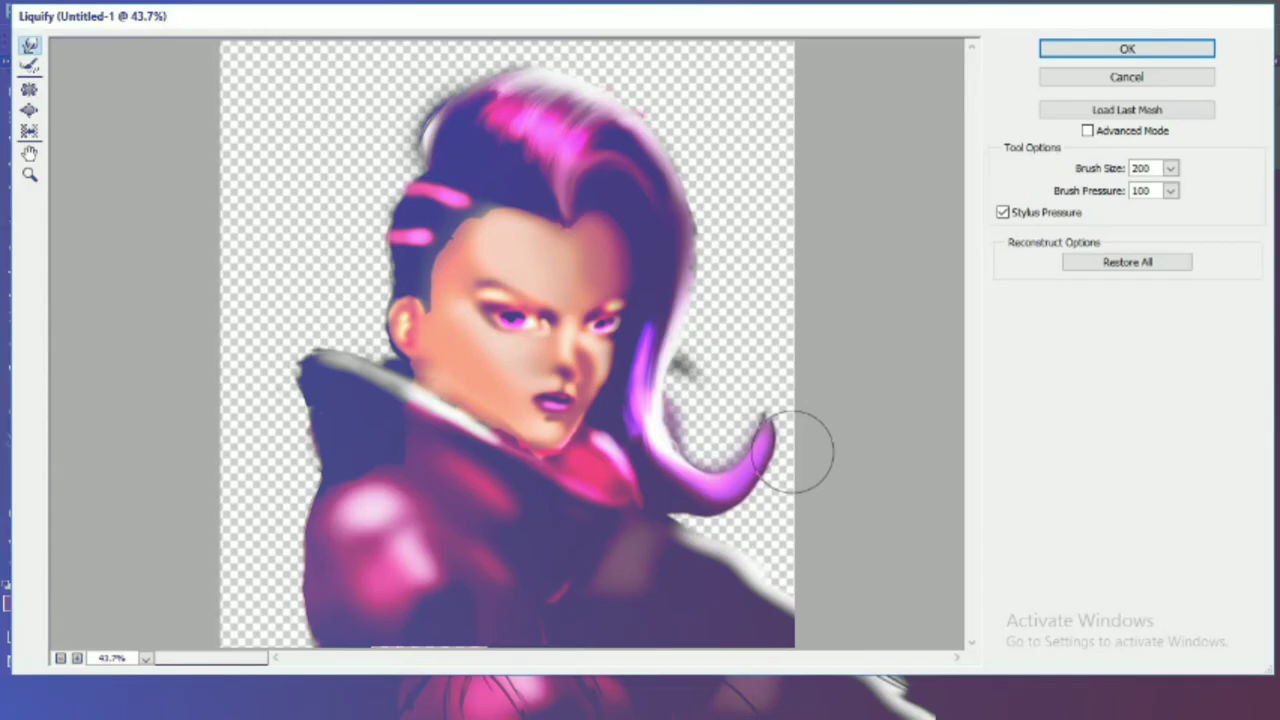 Liquify (Untitled-1 @ 43.7%)
OK
Cancel
Load Last Mesh
Advanced Mode
Tool Options
Brush Size: 200
Brush Pressure: 100
Stylus Pressure
Reconstruct Options
Restore All
Activate Windows
Go to Settings to activate Windows.
43.7%